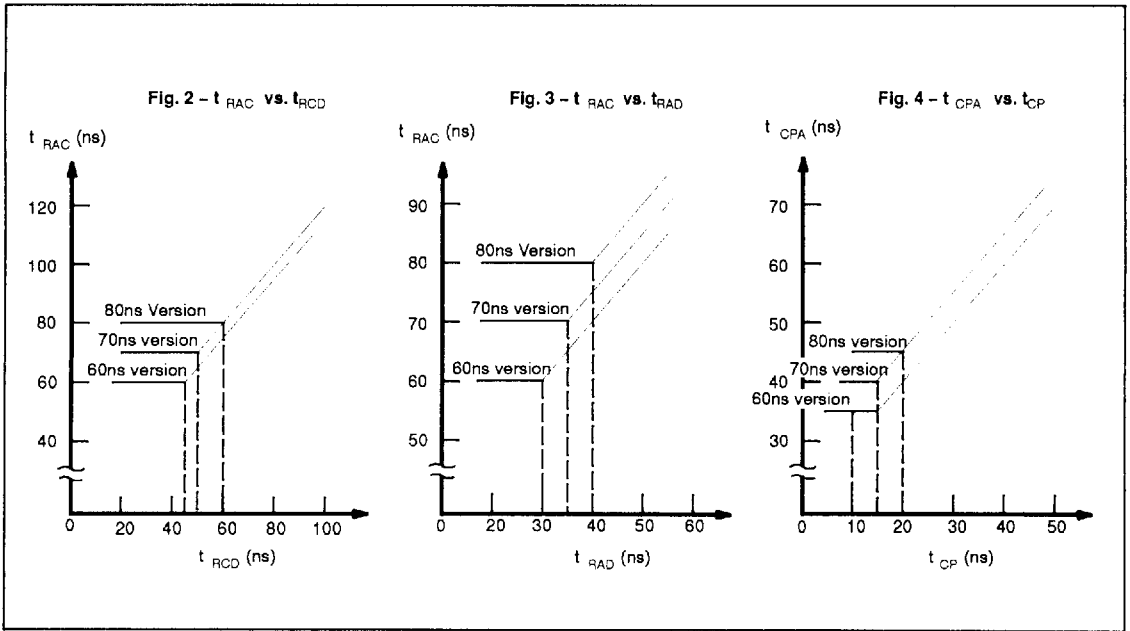 Fig. 2 – t RAC vs. tRCD
t RAC (ns)
120
100
80
60
40
80ns Version
70ns version
60ns version
0 20 40 60 80 100
t RCD (ns)
Fig. 3 – t RAC vs. tRAD
t RAC (ns)
90
80
70
60
50
80ns Version
70ns version
60ns version
0 20 30 40 50 60
t RAD (ns)
Fig. 4 – t CPA vs. tCP
t CPA (ns)
70
60
50
40
30
80ns version
70ns version
60ns version
0 10 20 30 40 50
t CP (ns)